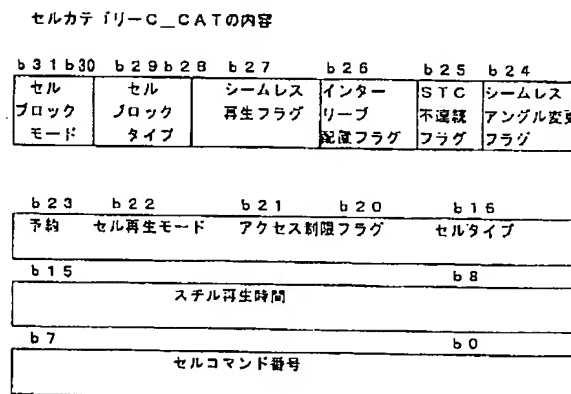 セルカテゴリーC_CATの内容
b31 b30 b29 b28 b27 b26 b25 b24
セル セル シームレス インター STC シームレス
ブロック ブロック 再生フラグ リーブ 不連続 アングル変更
モード タイプ 配置フラグ フラグ フラグ
b23 b22 b21 b20 b16
予約 セル再生モード アクセス制限フラグ セルタイプ
b15 b8
スチル再生時間
b7 b0
セルコマンド番号